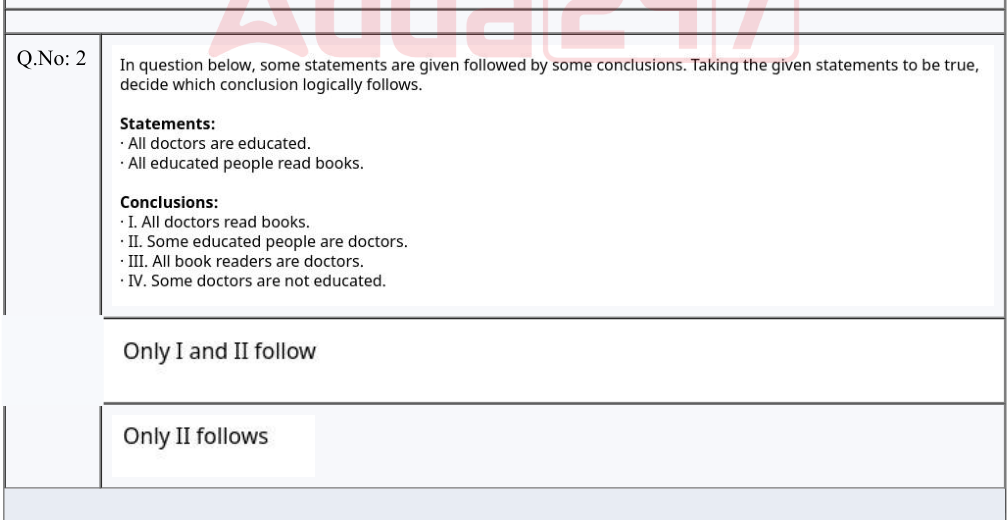 Adda247
Q.No: 2
In question below, some statements are given followed by some conclusions. Taking the given statements to be true,
decide which conclusion logically follows.
Statements:
· All doctors are educated.
· All educated people read books.
Conclusions:
· I. All doctors read books.
· II. Some educated people are doctors.
· III. All book readers are doctors.
· IV. Some doctors are not educated.
Only I and II follow
Only II follows